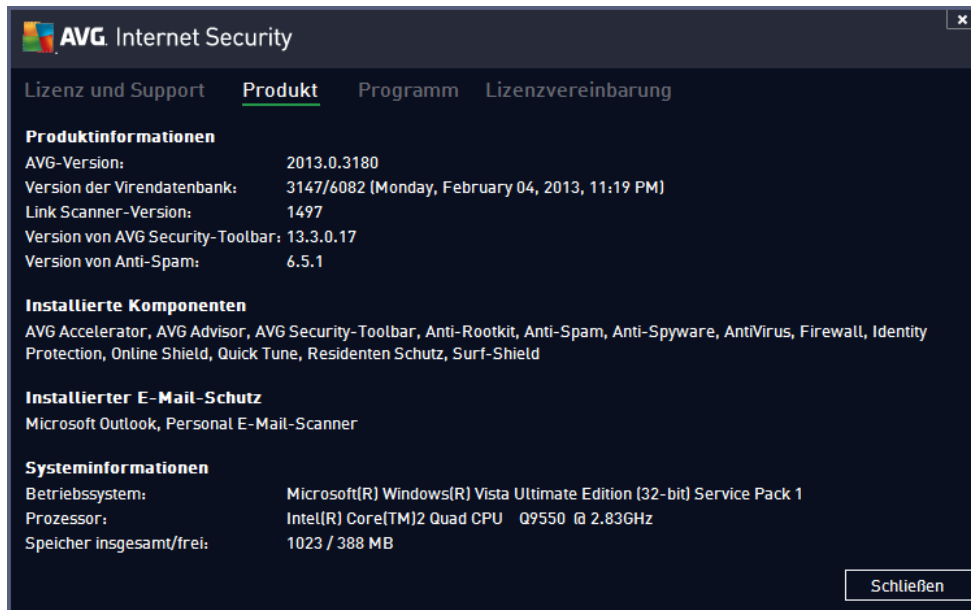 AVG. Internet Security
Lizenz und Support Produkt Programm Lizenzvereinbarung
Produktinformationen
AVG-Version: 2013.0.3180
Version der Virendatenbank: 3147/6082 (Monday, February 04, 2013, 11:19 PM)
Link Scanner-Version: 1497
Version von AVG Security-Toolbar: 13.3.0.17
Version von Anti-Spam: 6.5.1
Installierte Komponenten
AVG Accelerator, AVG Advisor, AVG Security-Toolbar, Anti-Rootkit, Anti-Spam, Anti-Spyware, AntiVirus, Firewall, Identity
Protection, Online Shield, Quick Tune, Residenten Schutz, Surf-Shield
Installierter E-Mail-Schutz
Microsoft Outlook, Personal E-Mail-Scanner
Systeminformationen
Betriebssystem: Microsoft(R) Windows(R) Vista Ultimate Edition (32-bit) Service Pack 1
Prozessor: Intel(R) Core(TM)2 Quad CPU Q9550 @ 2.83GHz
Speicher insgesamt/frei: 1023 / 388 MB
Schließen